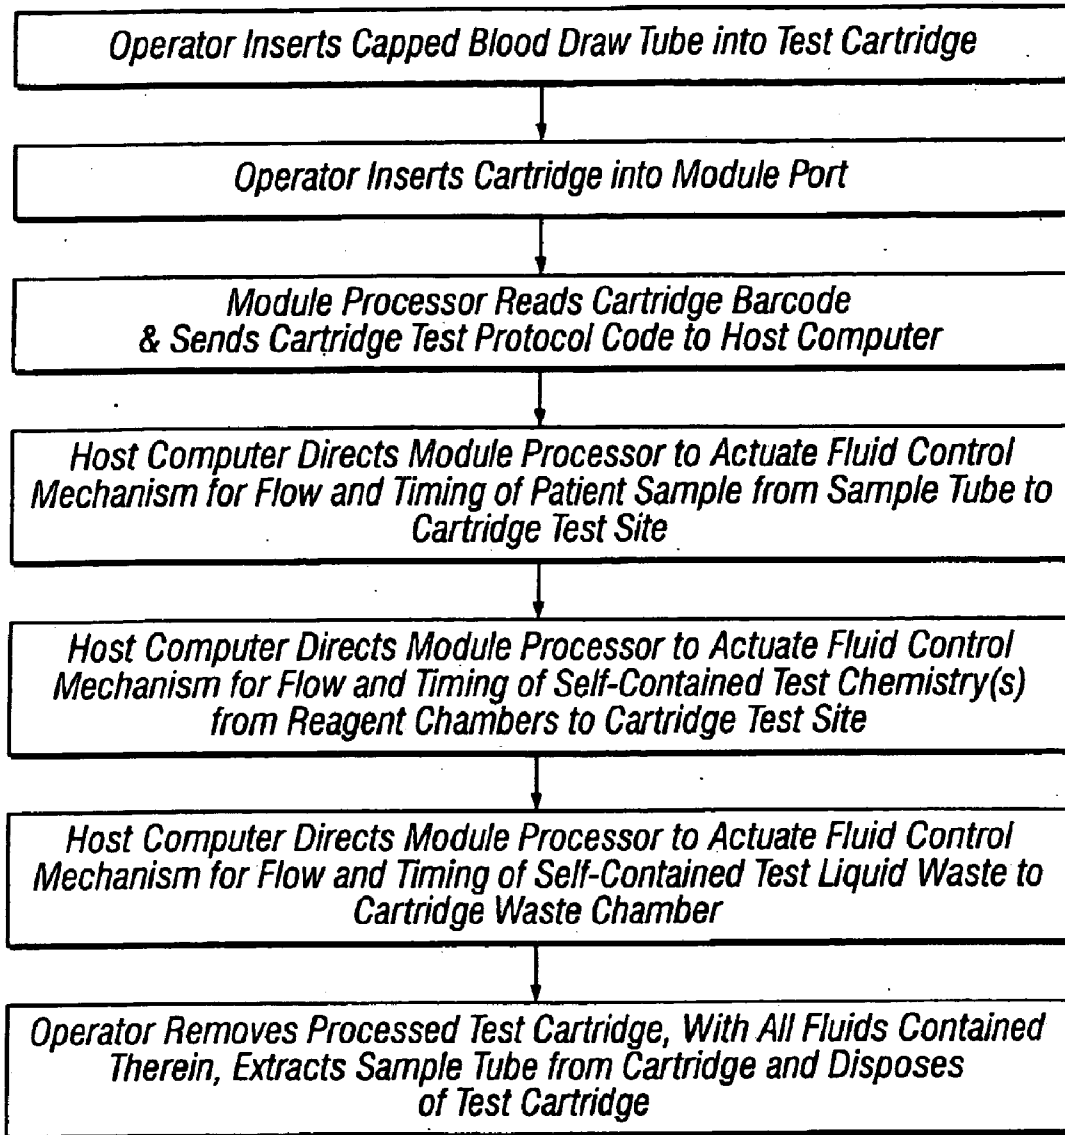 Operator Inserts Capped Blood Draw Tube into Test Cartridge
Operator Inserts Cartridge into Module Port
Module Processor Reads Cartridge Barcode
& Sends Cartridge Test Protocol Code to Host Computer
Host Computer Directs Module Processor to Actuate Fluid Control
Mechanism for Flow and Timing of Patient Sample from Sample Tube to
Cartridge Test Site
Host Computer Directs Module Processor to Actuate Fluid Control
Mechanism for Flow and Timing of Self-Contained Test Chemistry(s)
from Reagent Chambers to Cartridge Test Site
Host Computer Directs Module Processor to Actuate Fluid Control
Mechanism for Flow and Timing of Self-Contained Test Liquid Waste to
Cartridge Waste Chamber
Operator Removes Processed Test Cartridge, With All Fluids Contained
Therein, Extracts Sample Tube from Cartridge and Disposes
of Test Cartridge